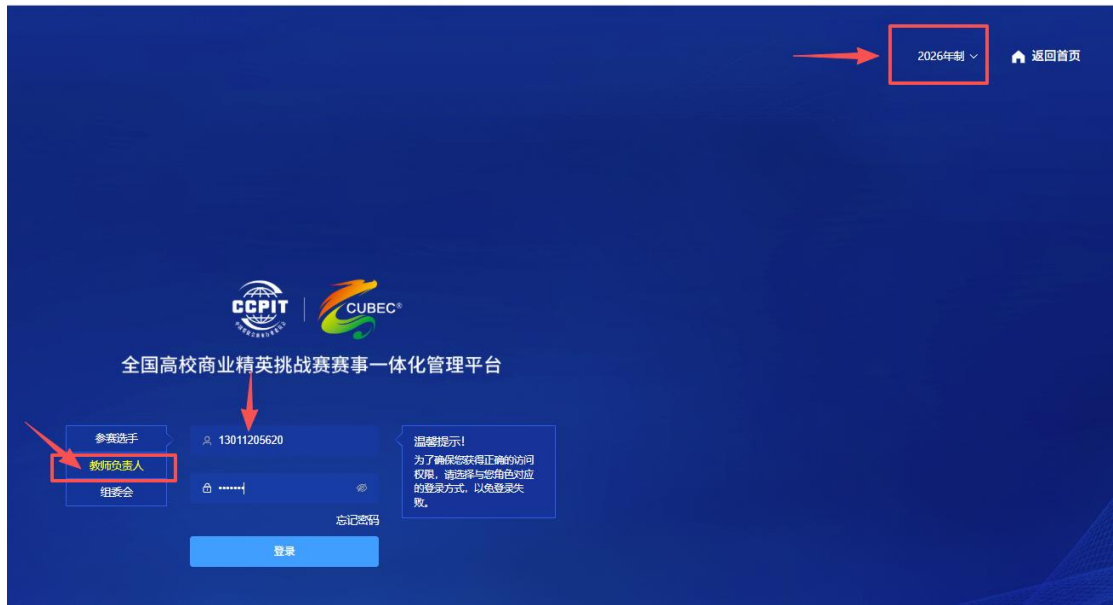 2026年制
返回首页
CCPIT
CUBEC®
全国高校商业精英挑战赛赛事一体化管理平台
参赛选手
教师负责人
组委会
13011205620
•••••••
忘记密码
登录
温馨提示!
为了确保您获得正确的访问
权限，请选择与您角色对应
的登录方式，以免登录失
败。